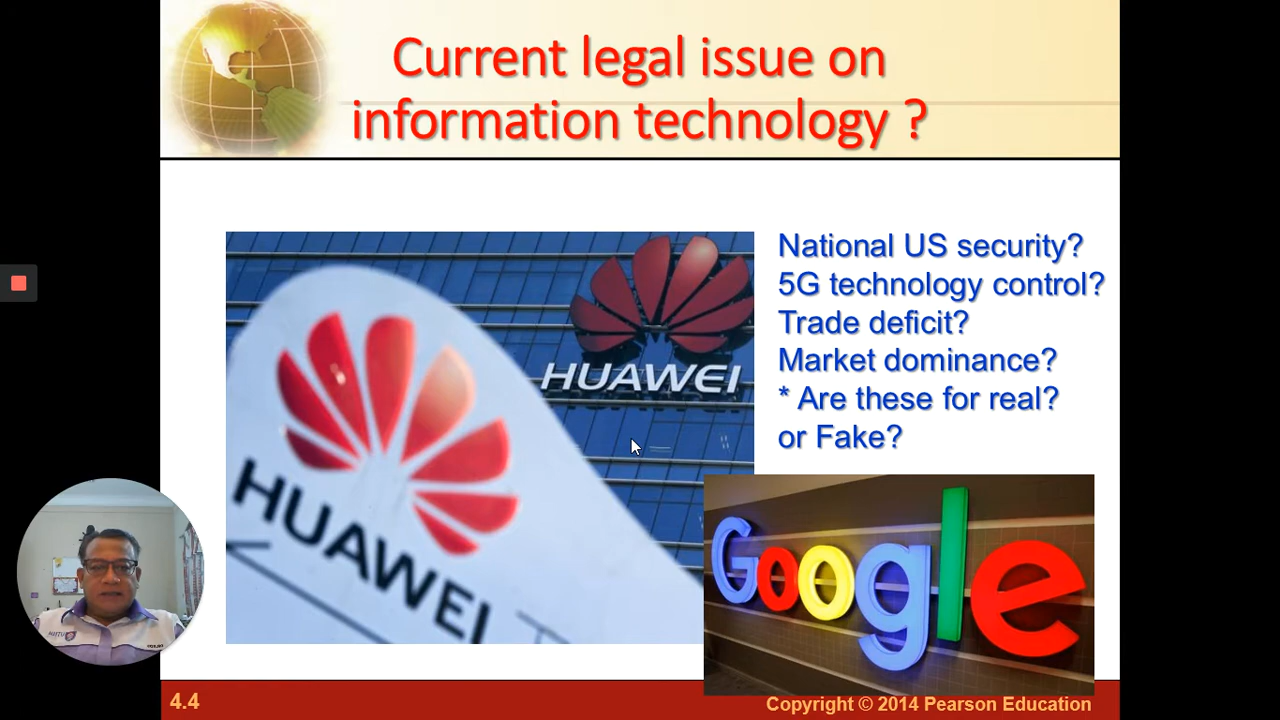 Current legal issue on
information technology ?
National US security?
5G technology control?
Trade deficit?
Market dominance?
* Are these for real?
or Fake?
HUAWEI
HUAWEI
Google
4.4
Copyright © 2014 Pearson Education